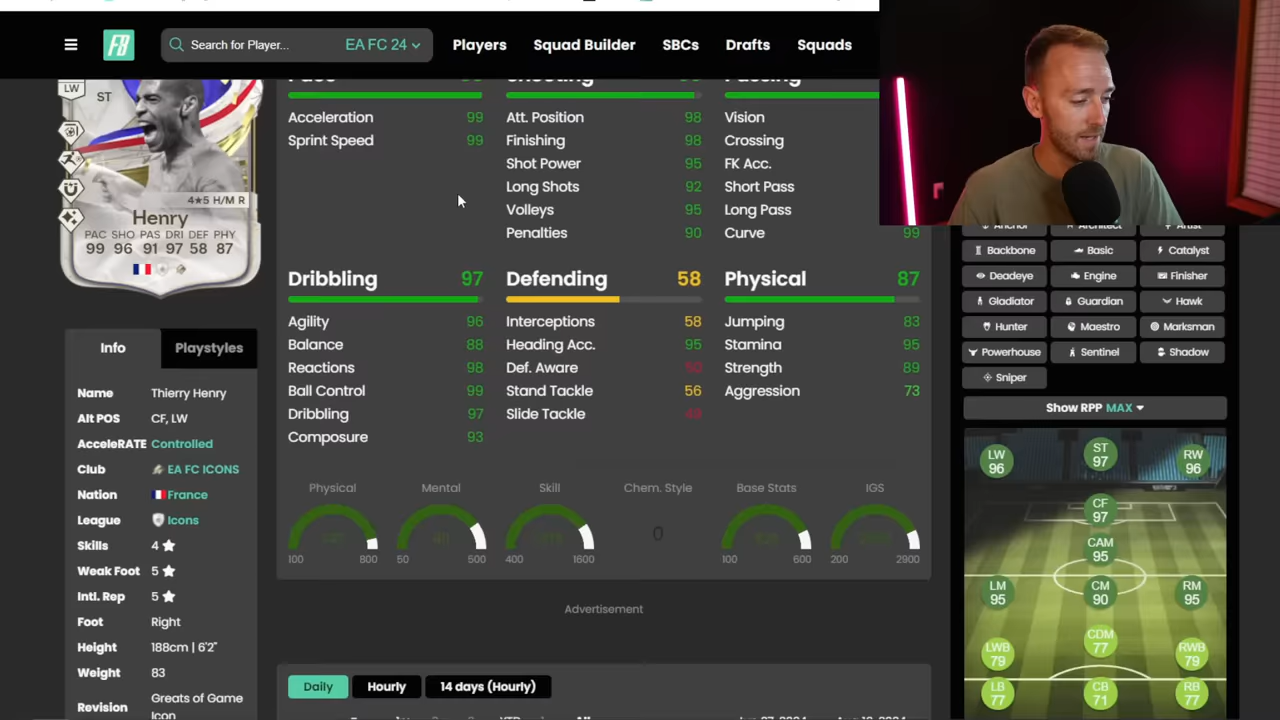 FB
Search for Player...
EA FC 24
Players
Squad Builder
SBCs
Drafts
Squads
LW
ST
4★5 H/M R
Henry
PAC SHO PAS DRI DEF PHY
99 96 91 97 58 87
Acceleration 99
Sprint Speed 99
Att. Position 98
Finishing 98
Shot Power 95
Long Shots 92
Volleys 95
Penalties 90
Vision
Crossing
FK Acc.
Short Pass
Long Pass
Curve 99
Dribbling 97
Agility 96
Balance 88
Reactions 98
Ball Control 99
Dribbling 97
Composure 93
Defending 58
Interceptions 58
Heading Acc. 95
Def. Aware 50
Stand Tackle 56
Slide Tackle 49
Physical 87
Jumping 83
Stamina 95
Strength 89
Aggression 73
Physical
100 800
Mental
50 500
Skill
400 1600
Chem. Style
0
Base Stats
100 600
IGS
200 2900
Advertisement
Daily
Hourly
14 days (Hourly)
Info
Playstyles
Name Thierry Henry
Alt POS CF, LW
AcceleRATE Controlled
Club EA FC ICONS
Nation France
League Icons
Skills 4 ★
Weak Foot 5 ★
Intl. Rep 5 ★
Foot Right
Height 188cm | 6'2"
Weight 83
Revision Greats of Game
Icon
Anchor
Architect
Artist
Backbone
Basic
Catalyst
Deadeye
Engine
Finisher
Gladiator
Guardian
Hawk
Hunter
Maestro
Marksman
Powerhouse
Sentinel
Shadow
Sniper
Show RPP MAX
LW
96
ST
97
RW
96
CF
97
CAM
95
LM
95
CM
90
RM
95
LWB
79
CDM
77
RWB
79
LB
77
CB
71
RB
77